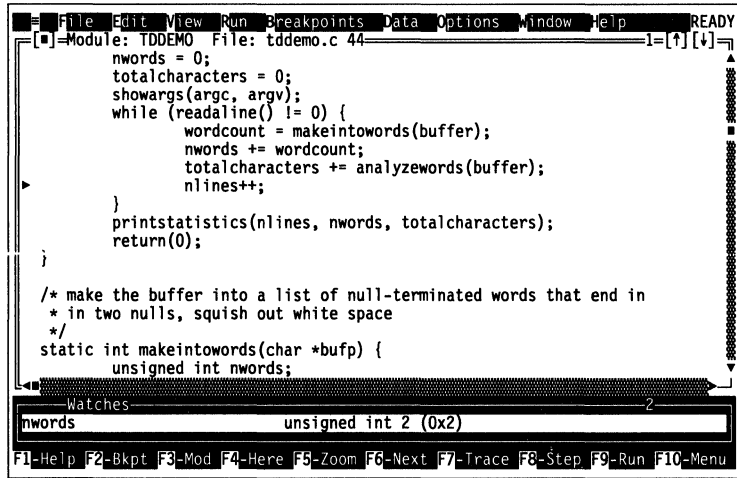 ≡ File Edit View Run Breakpoints Data Options Window Help READY
[■]=Module: TDDEMO File: tddemo.c 44 1=[↑][↓]
nwords = 0;
totalcharacters = 0;
showargs(argc, argv);
while (readaline() != 0) {
wordcount = makeintowords(buffer);
nwords += wordcount;
totalcharacters += analyzewords(buffer);
nlines++;
}
printstatistics(nlines, nwords, totalcharacters);
return(0);
}
/* make the buffer into a list of null-terminated words that end in
* in two nulls, squish out white space
*/
static int makeintowords(char *bufp) {
unsigned int nwords;
Watches 2
nwords unsigned int 2 (0x2)
F1-Help F2-Bkpt F3-Mod F4-Here F5-Zoom F6-Next F7-Trace F8-Step F9-Run F10-Menu